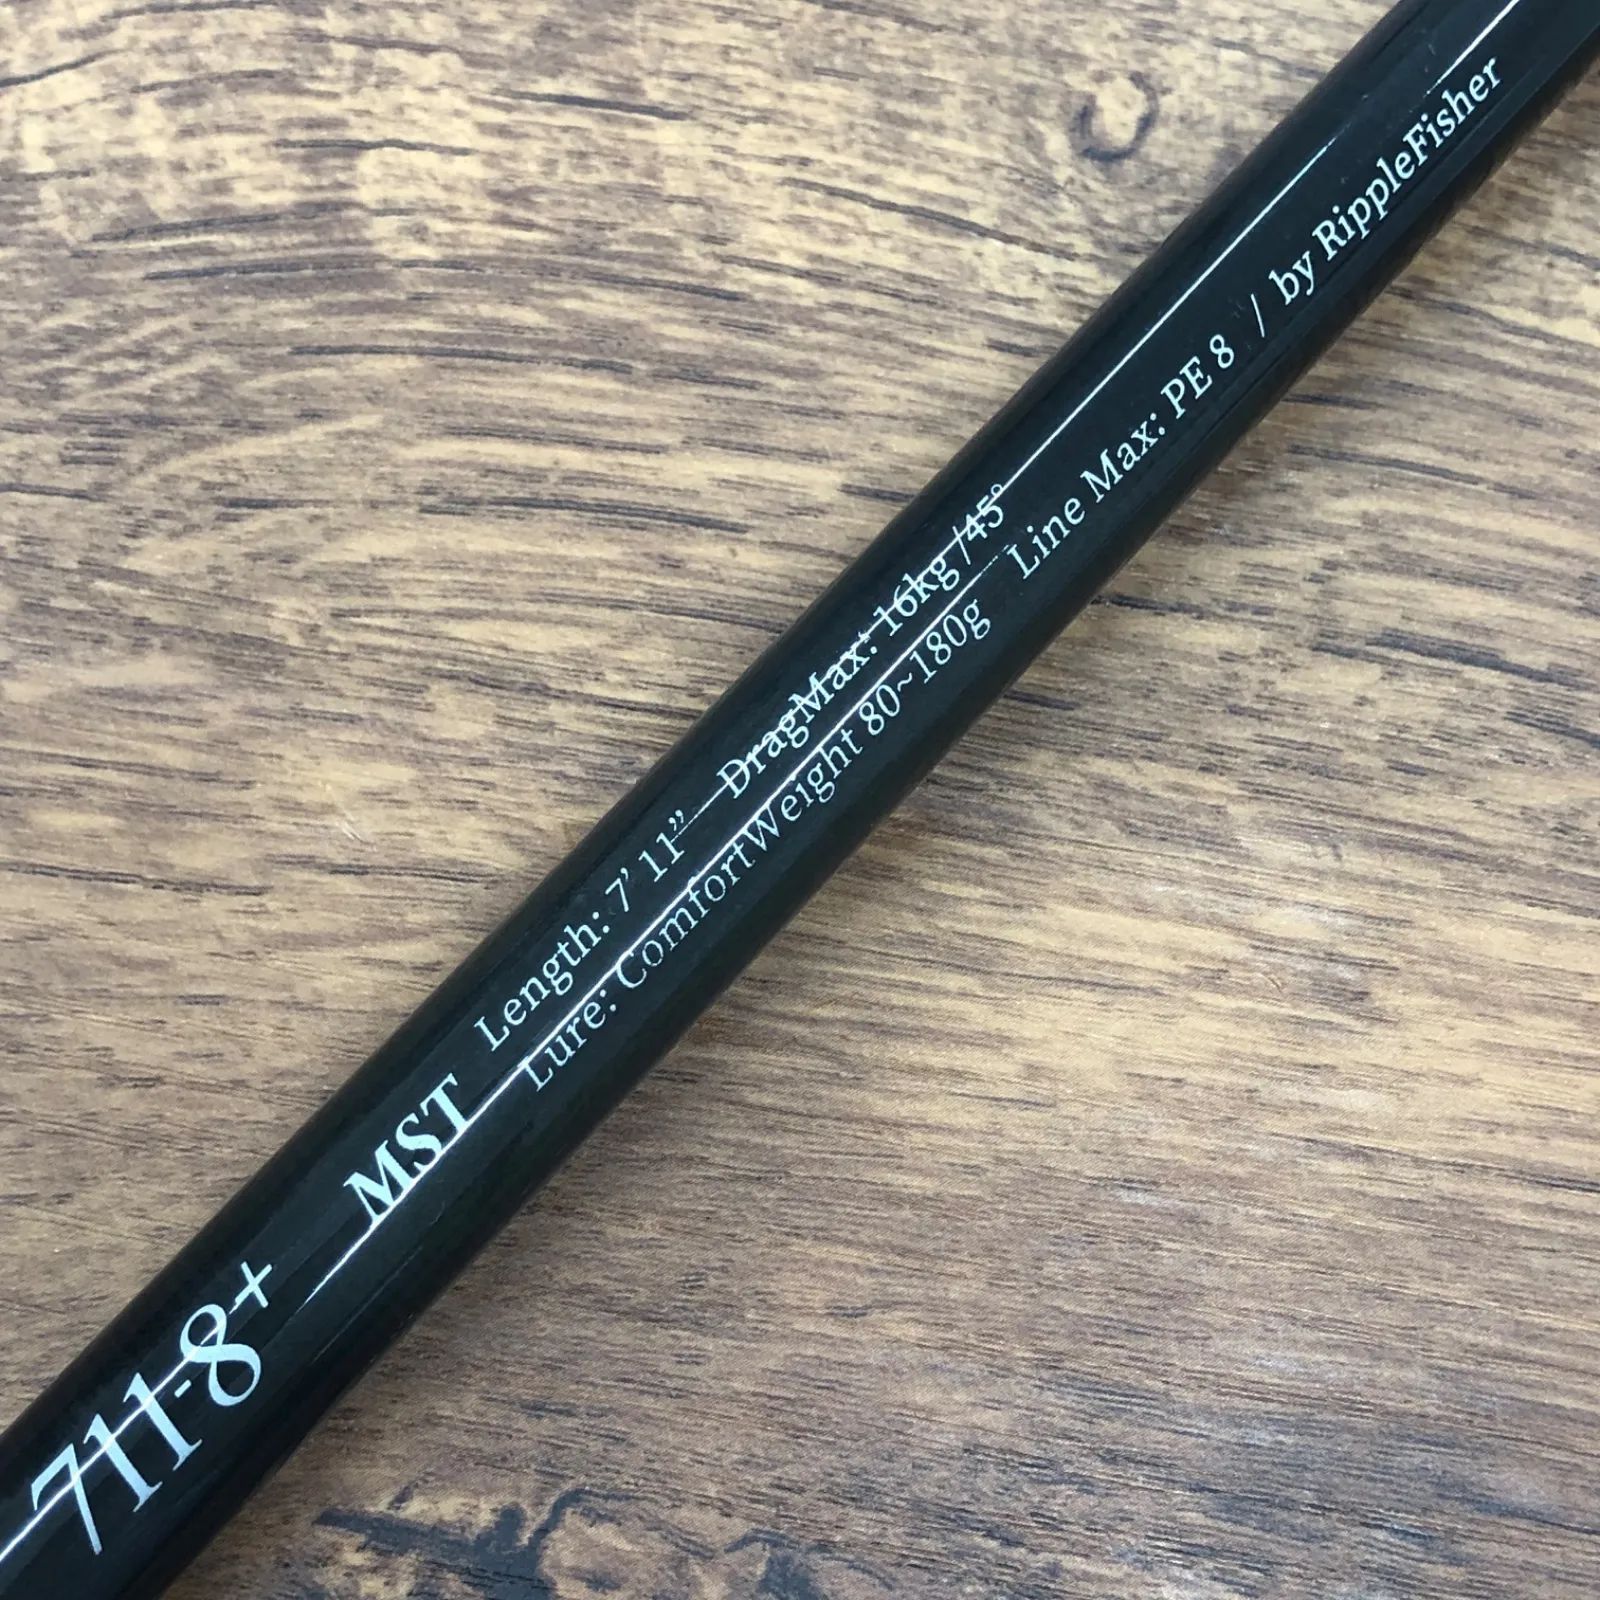 711-8+ MST
Length: 7' 11” DragMax: 16kg /45°
Lure: ComfortWeight 80~180g Line Max: PE 8 / by RippleFisher